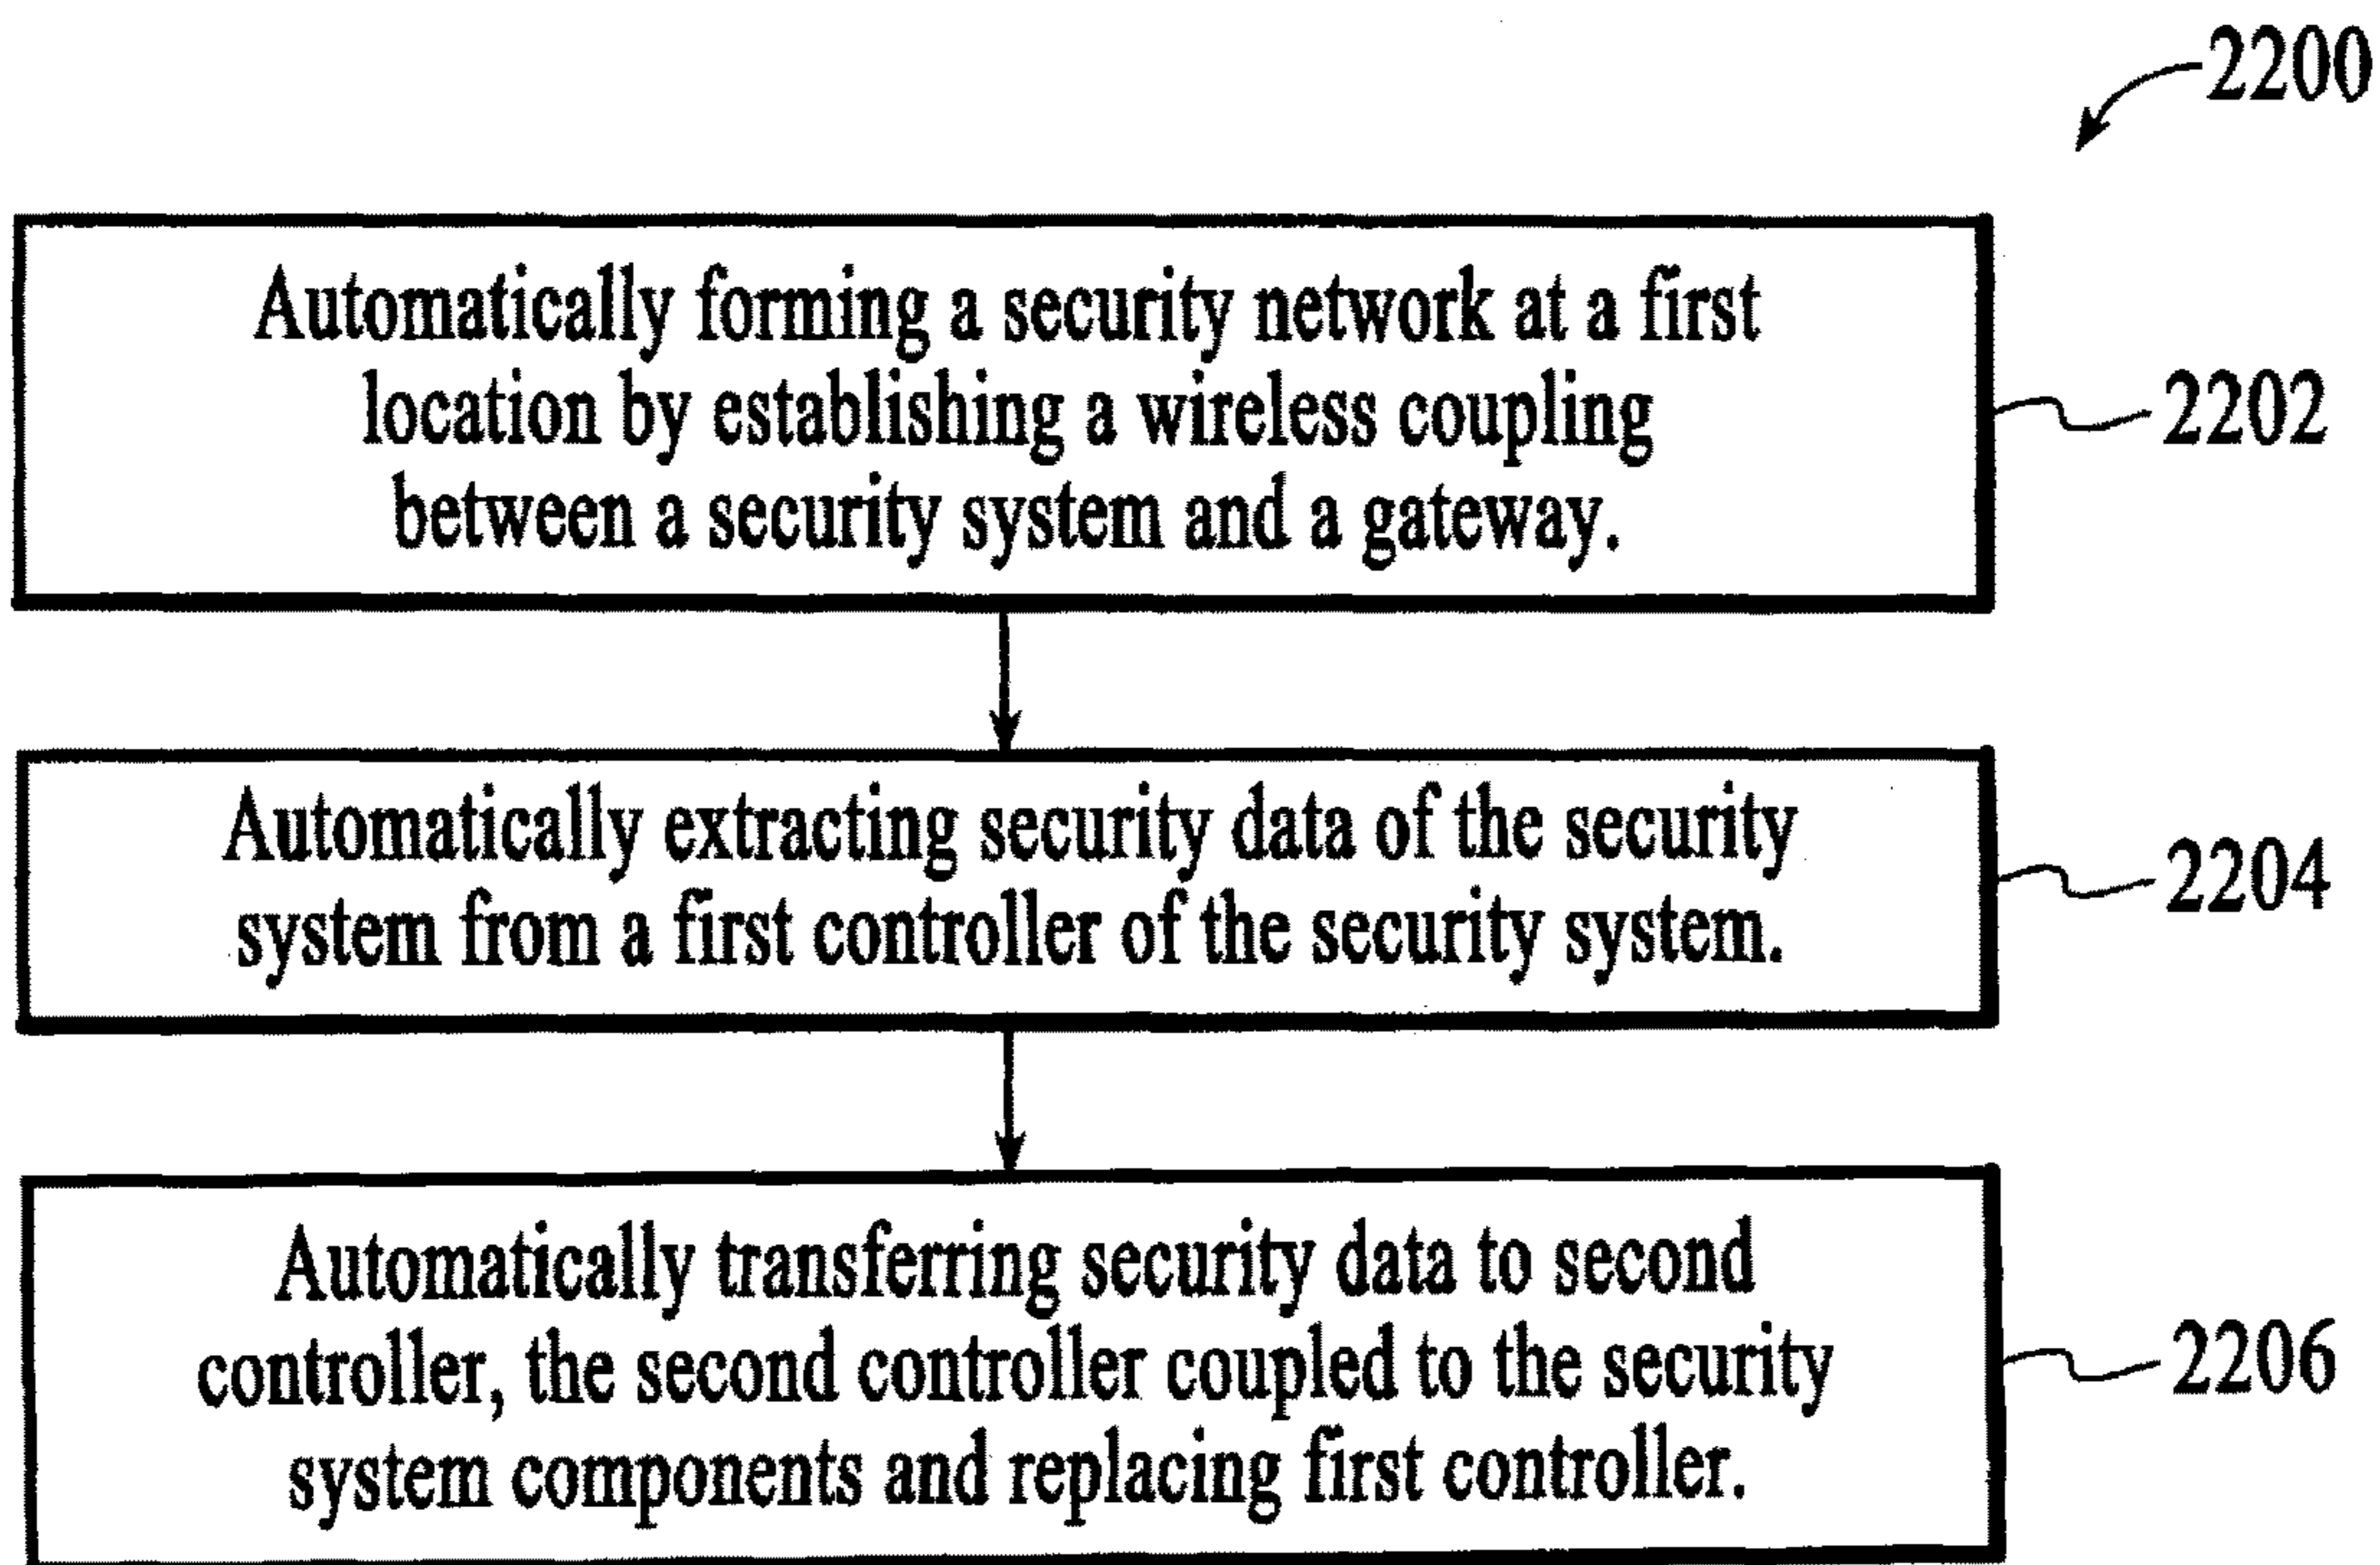 2200
Automatically forming a security network at a first
location by establishing a wireless coupling
between a security system and a gateway.
2202
Automatically extracting security data of the security
system from a first controller of the security system.
2204
Automatically transferring security data to second
controller, the second controller coupled to the security
system components and replacing first controller.
2206